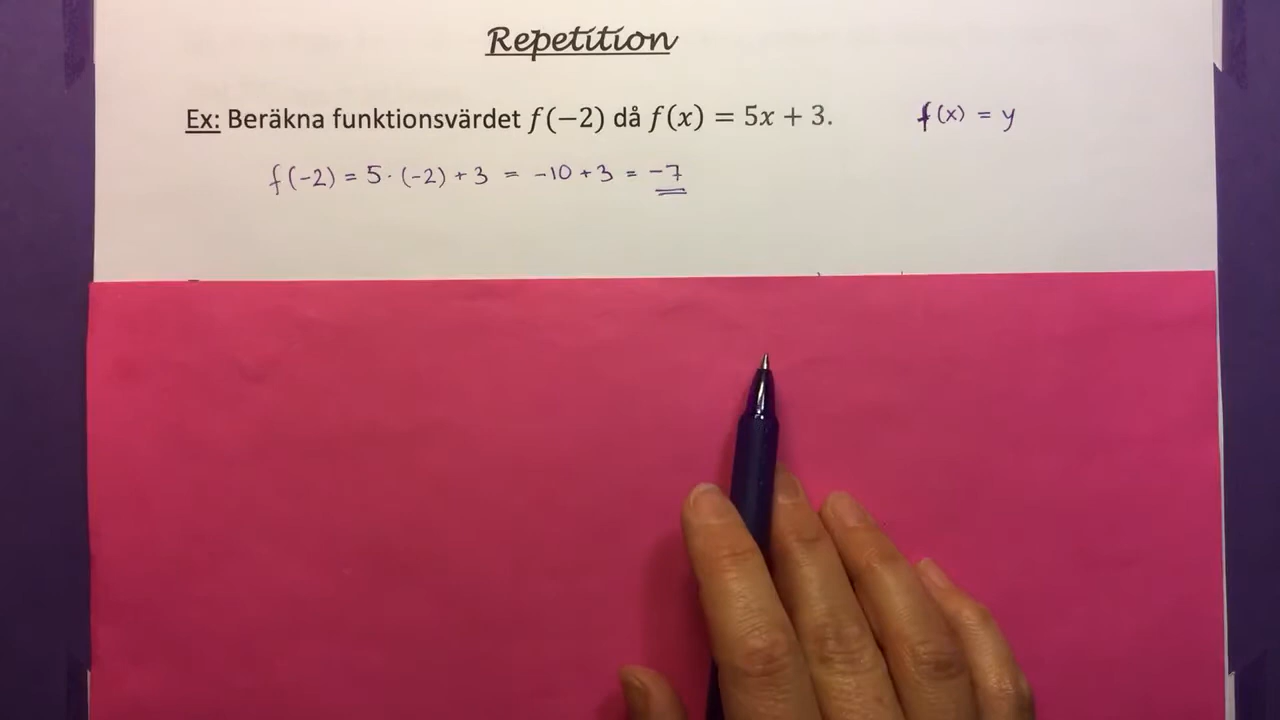 Repetition
Ex: Beräkna funktionsvärdet f(−2) då f(x) = 5x + 3. f(x) = y
f(-2) = 5·(-2)+3 = -10+3 = -7